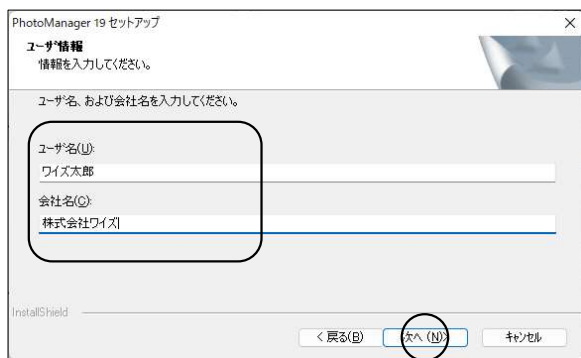 PhotoManager 19 セットアップ
ユーザ情報
情報を入力してください。
ユーザ名、および会社名を入力してください。
ユーザ名(U):
ワイズ太郎
会社名(C):
株式会社ワイズ
InstallShield
< 戻る(B) 次へ (N)> キャンセル